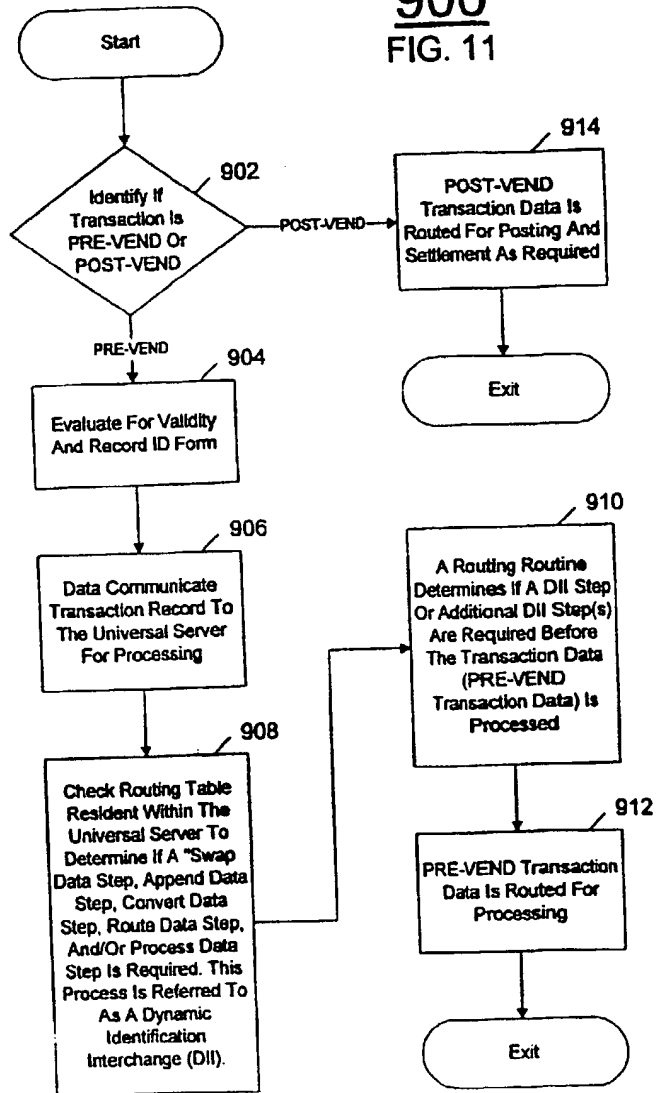 900
FIG. 11
Start
902
Identify If
Transaction Is
PRE-VEND Or
POST-VEND
POST-VEND
914
POST-VEND
Transaction Data Is
Routed For Posting And
Settlement As Required
Exit
PRE-VEND
904
Evaluate For Validity
And Record ID Form
906
Data Communicate
Transaction Record To
The Universal Server
For Processing
908
Check Routing Table
Resident Within The
Universal Server To
Determine If A "Swap
Data Step, Append Data
Step, Convert Data
Step, Route Data Step,
And/Or Process Data
Step Is Required. This
Process Is Referred To
As A Dynamic
Identification
Interchange (DII).
910
A Routing Routine
Determines If A DII Step
Or Additional DII Step(s)
Are Required Before
The Transaction Data
(PRE-VEND
Transaction Data) Is
Processed
912
PRE-VEND Transaction
Data Is Routed For
Processing
Exit